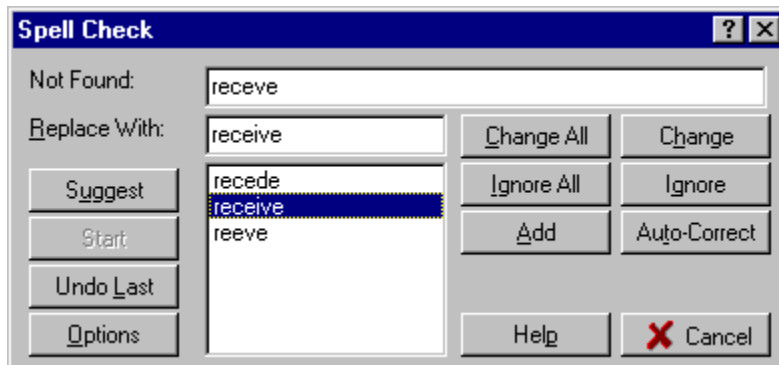 Spell Check
Not Found: receve
Replace With: receive
Change All Change
Suggest recede Ignore All Ignore
receive
Start reeve Add Auto-Correct
Undo Last
Options Help Cancel